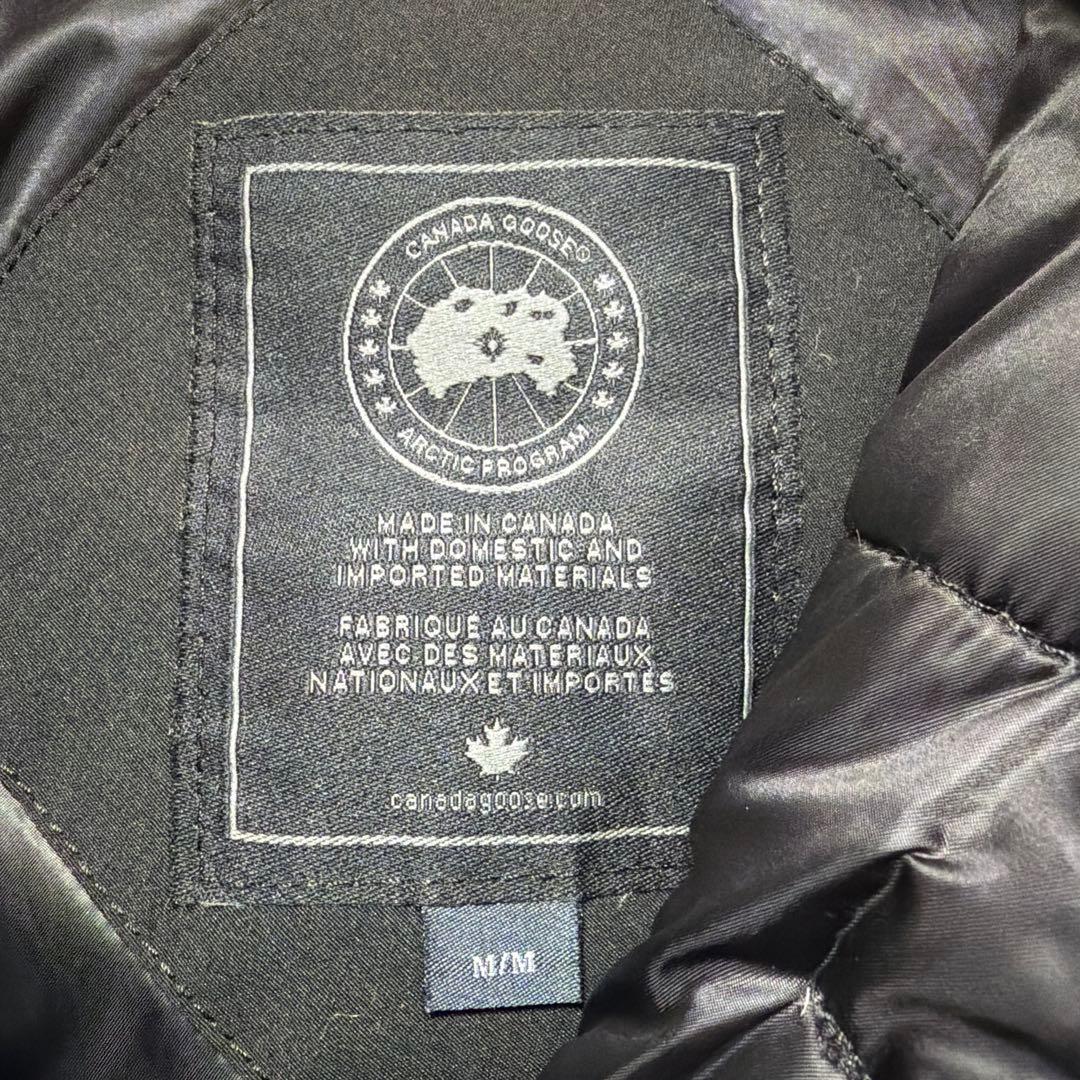 CANADA GOOSE®
ARCTIC PROGRAM
MADE IN CANADA
WITH DOMESTIC AND
IMPORTED MATERIALS
FABRIQUÉ AU CANADA
AVEC DES MATERIAUX
NATIONAUX ET IMPORTÉS
canadagoose.com
M/M